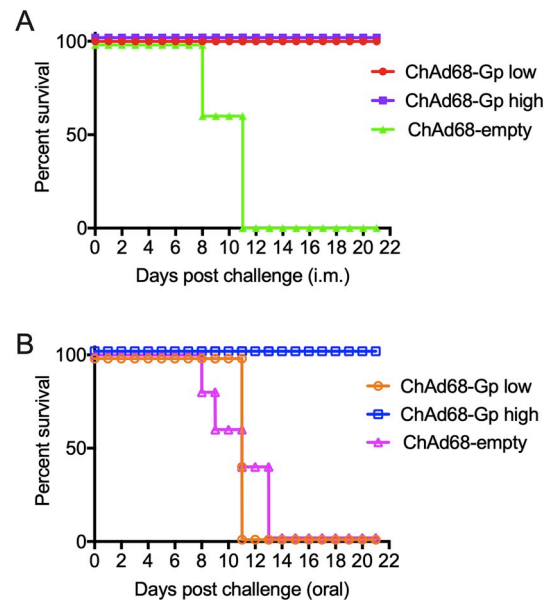 A
Percent survival
100
50
0
0 2 4 6 8 10 12 14 16 18 20 22
Days post challenge (i.m.)
ChAd68-Gp low
ChAd68-Gp high
ChAd68-empty
B
Percent survival
100
50
0
0 2 4 6 8 10 12 14 16 18 20 22
Days post challenge (oral)
ChAd68-Gp low
ChAd68-Gp high
ChAd68-empty